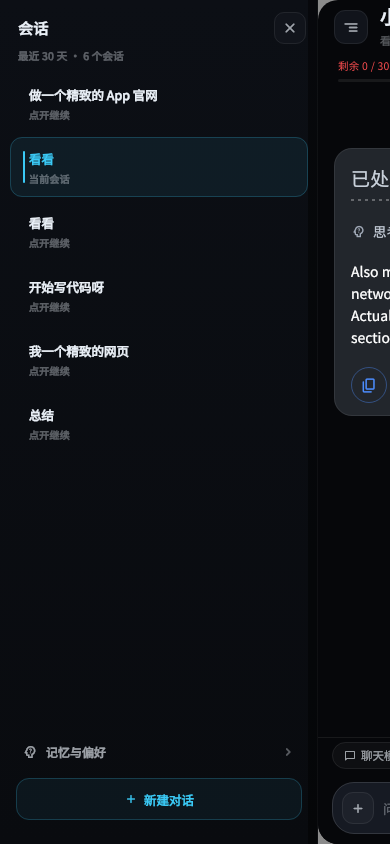 会话
最近 30 天 • 6 个会话
做一个精致的 App 官网
点开继续
看看
当前会话
看看
点开继续
开始写代码呀
点开继续
我一个精致的网页
点开继续
总结
点开继续
记忆与偏好
+ 新建对话
剩余 0 / 30
已处
Also m
netwo
Actual
sectio
聊天